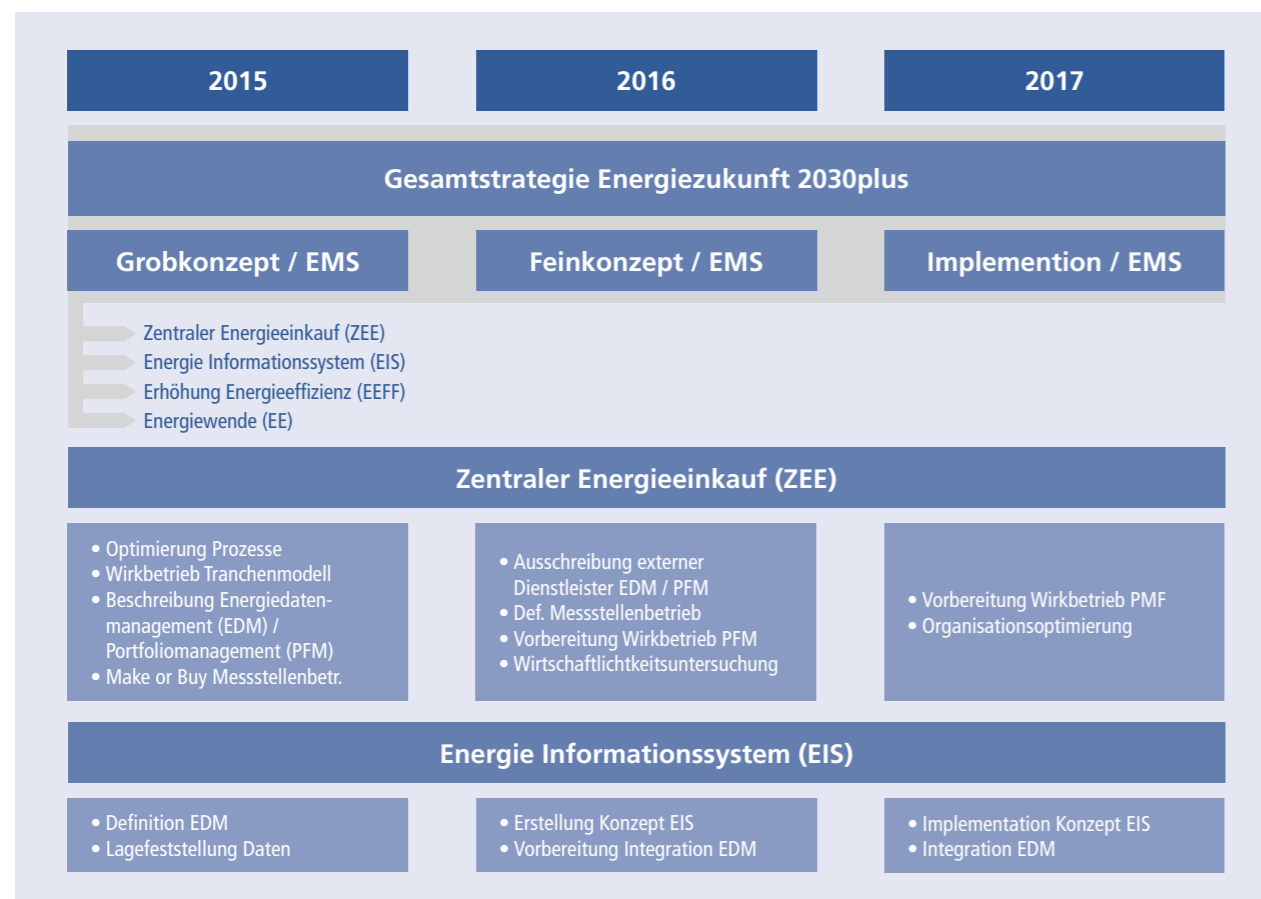 2015
2016
2017
Gesamtstrategie Energiezukunft 2030plus
Grobkonzept / EMS
Feinkonzept / EMS
Implemention / EMS
Zentraler Energieeinkauf (ZEE)
Energie Informationssystem (EIS)
Erhöhung Energieeffizienz (EEFF)
Energiewende (EE)
Zentraler Energieeinkauf (ZEE)
• Optimierung Prozesse
• Wirkbetrieb Tranchenmodell
• Beschreibung Energiedaten-
management (EDM) /
Portfoliomanagement (PFM)
• Make or Buy Messstellenbetr.
• Ausschreibung externer
Dienstleister EDM / PFM
• Def. Messstellenbetrieb
• Vorbereitung Wirkbetrieb PFM
• Wirtschaftlichtkeitsuntersuchung
• Vorbereitung Wirkbetrieb PMF
• Organisationsoptimierung
Energie Informationssystem (EIS)
• Definition EDM
• Lagefeststellung Daten
• Erstellung Konzept EIS
• Vorbereitung Integration EDM
• Implementation Konzept EIS
• Integration EDM